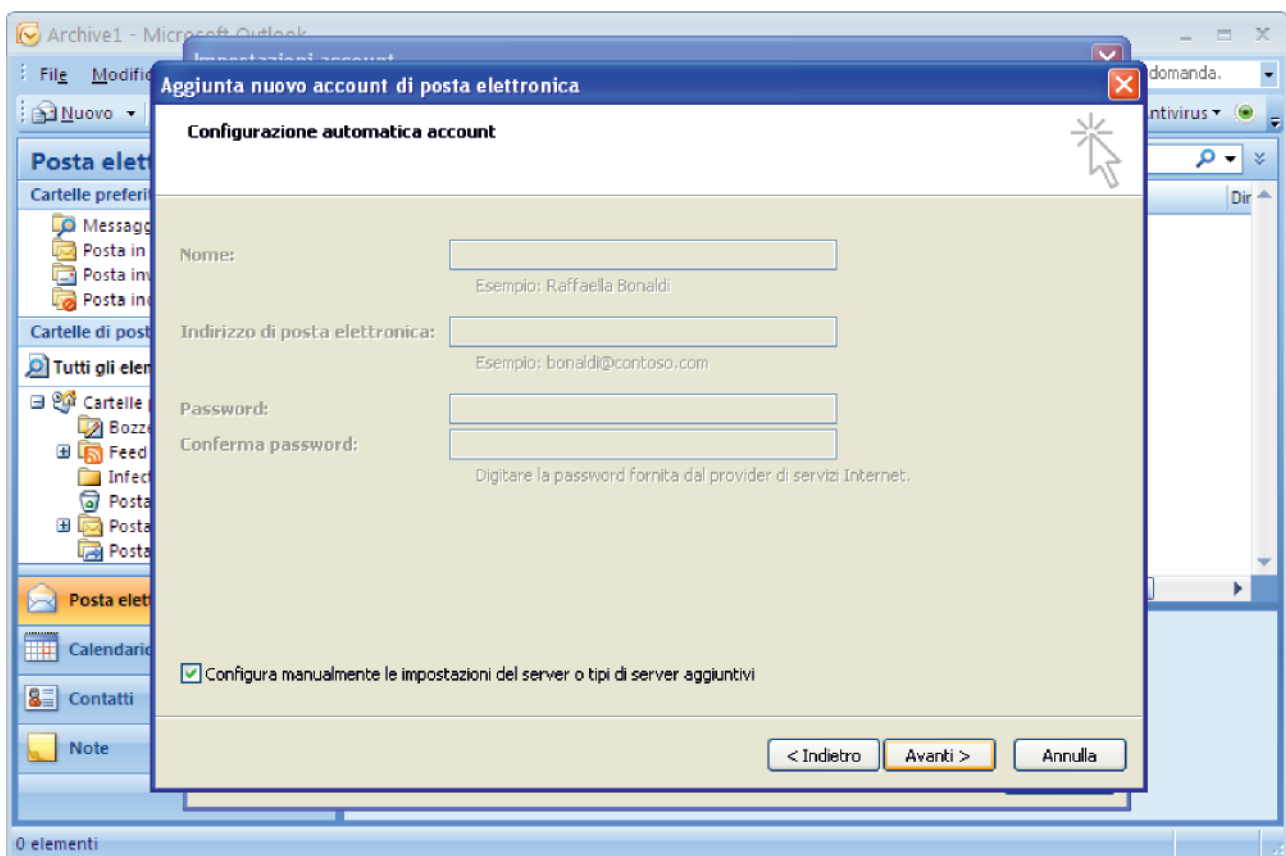 Archive1 - Microsoft Outlook
Importazioni account
File Modific
domanda.
Aggiunta nuovo account di posta elettronica
Nuovo
ntivirus
Configurazione automatica account
Posta elett
Cartelle preferit
Dir
Messagg
Posta in
Posta inv
Posta ind
Nome:
Esempio: Raffaella Bonaldi
Cartelle di post
Indirizzo di posta elettronica:
Esempio: bonaldi@contoso.com
Tutti gli elem
Cartelle p
Password:
Bozze
Conferma password:
Feed
Digitare la password fornita dal provider di servizi Internet.
Infect
Posta
Posta
Posta
Posta elett
Calendario
Configura manualmente le impostazioni del server o tipi di server aggiuntivi
Contatti
Note
< Indietro
Avanti >
Annulla
0 elementi